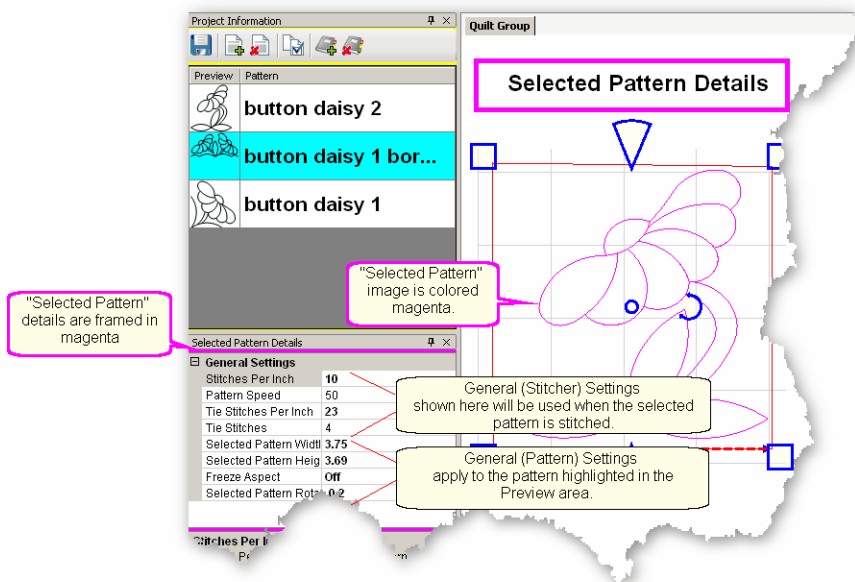 Project Information
Quilt Group
Preview Pattern
button daisy 2
button daisy 1 bor...
button daisy 1
Selected Pattern Details
"Selected Pattern"
image is colored
magenta.
"Selected Pattern"
details are framed in
magenta
Selected Pattern Details
General Settings
Stitches Per Inch 10
Pattern Speed 50
Tie Stitches Per Inch 23
Tie Stitches 4
Selected Pattern Widtl 3.75
Selected Pattern Heig 3.69
Freeze Aspect Off
Selected Pattern Rota
General (Stitcher) Settings
shown here will be used when the selected
pattern is stitched.
General (Pattern) Settings
apply to the pattern highlighted in the
Preview area.
Stitches Per